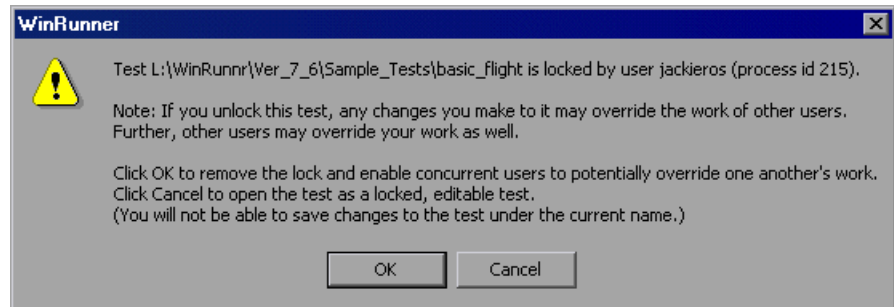 WinRunner
Test L:\WinRunnr\Ver_7_6\Sample_Tests\basic_flight is locked by user jackieros (process id 215).
Note: If you unlock this test, any changes you make to it may override the work of other users.
Further, other users may override your work as well.
Click OK to remove the lock and enable concurrent users to potentially override one another's work.
Click Cancel to open the test as a locked, editable test.
(You will not be able to save changes to the test under the current name.)
OK
Cancel